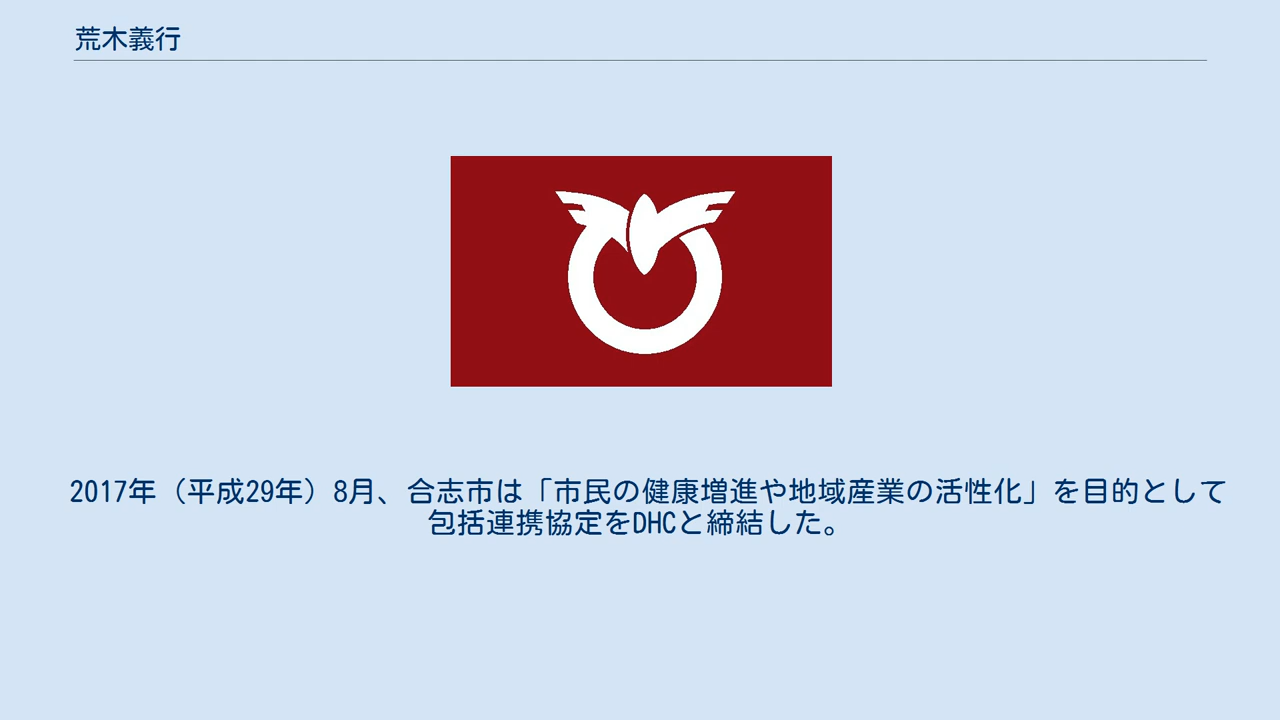 荒木義行
2017年（平成29年）8月、合志市は「市民の健康増進や地域産業の活性化」を目的として
包括連携協定をDHCと締結した。